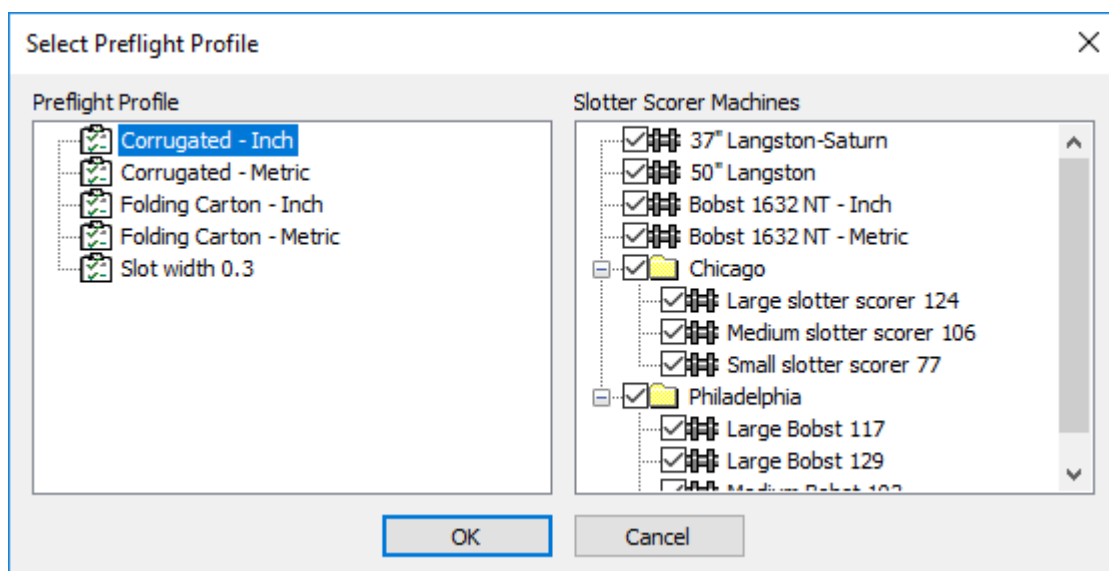 Select Preflight Profile
Preflight Profile
Corrugated - Inch
Corrugated - Metric
Folding Carton - Inch
Folding Carton - Metric
Slot width 0.3
Slotter Scorer Machines
37" Langston-Saturn
50" Langston
Bobst 1632 NT - Inch
Bobst 1632 NT - Metric
Chicago
Large slotter scorer 124
Medium slotter scorer 106
Small slotter scorer 77
Philadelphia
Large Bobst 117
Large Bobst 129
Medium Bobst
OK
Cancel